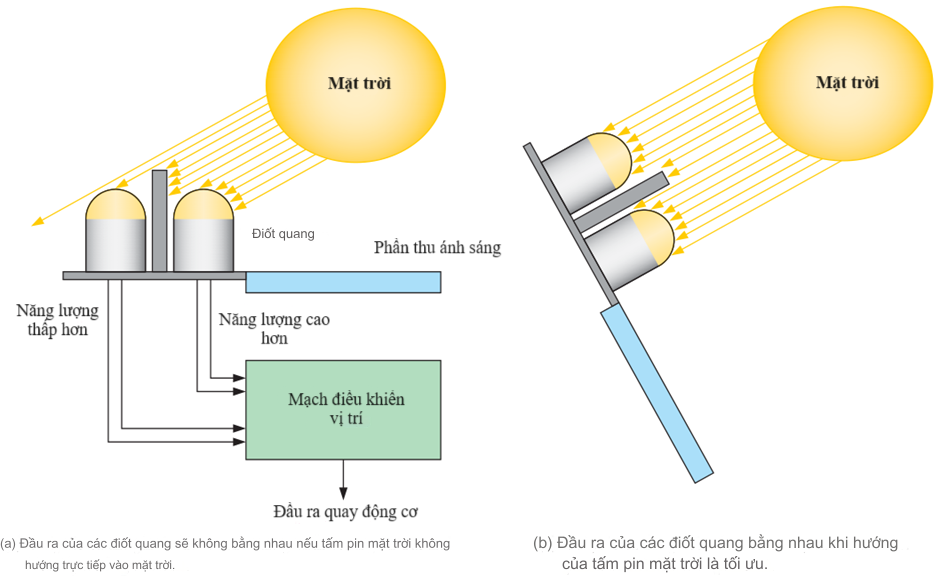 Mặt trời
Điốt quang
Phần thu ánh sáng
Năng lượng
thấp hơn
Năng lượng cao
hơn
Mạch điều khiển
vị trí
Đầu ra quay động cơ
(a) Đầu ra của các điốt quang sẽ không bằng nhau nếu tấm pin mặt trời không
hướng trực tiếp vào mặt trời.
Mặt trời
(b) Đầu ra của các điốt quang bằng nhau khi hướng
của tấm pin mặt trời là tối ưu.